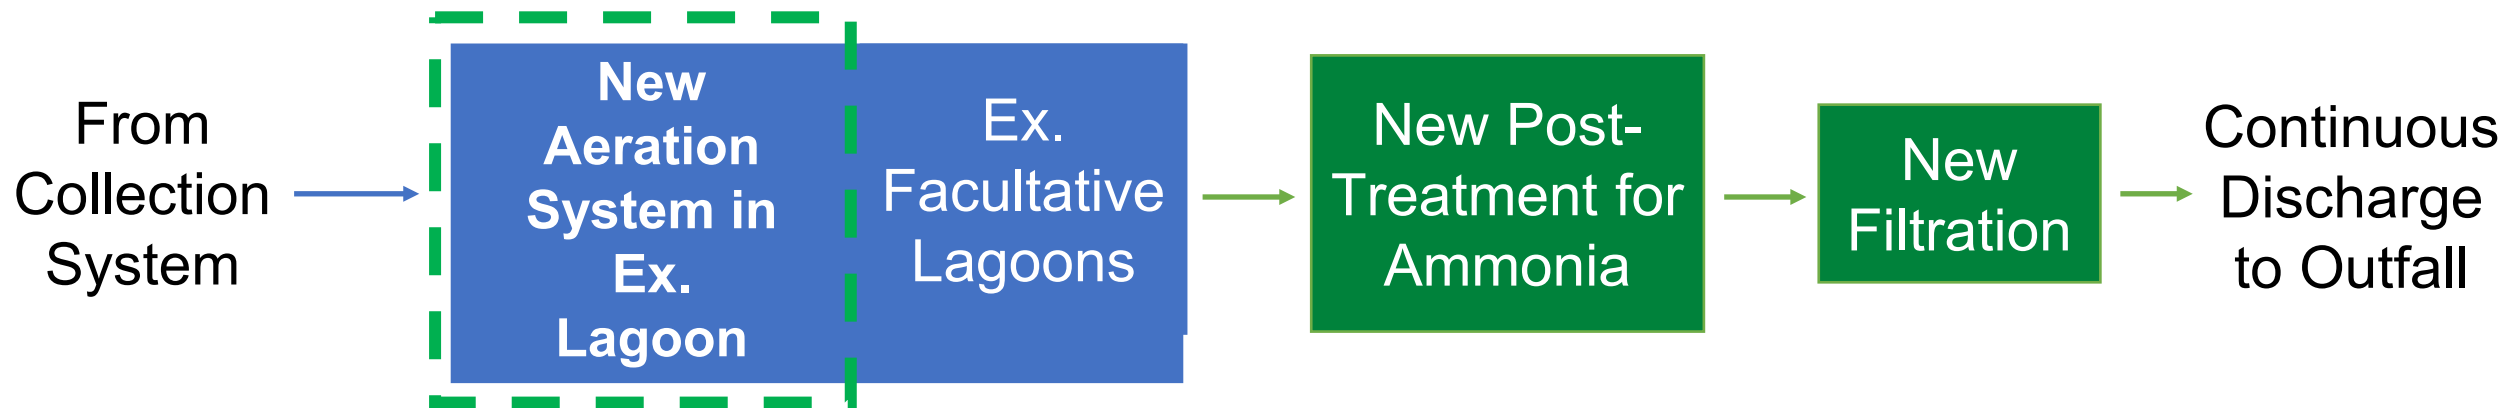 From
Collection
System
New
Aeration
System in
Ex.
Lagoon
Ex.
Facultative
Lagoons
New Post-
Treatment for
Ammonia
New
Filtration
Continuous
Discharge
to Outfall